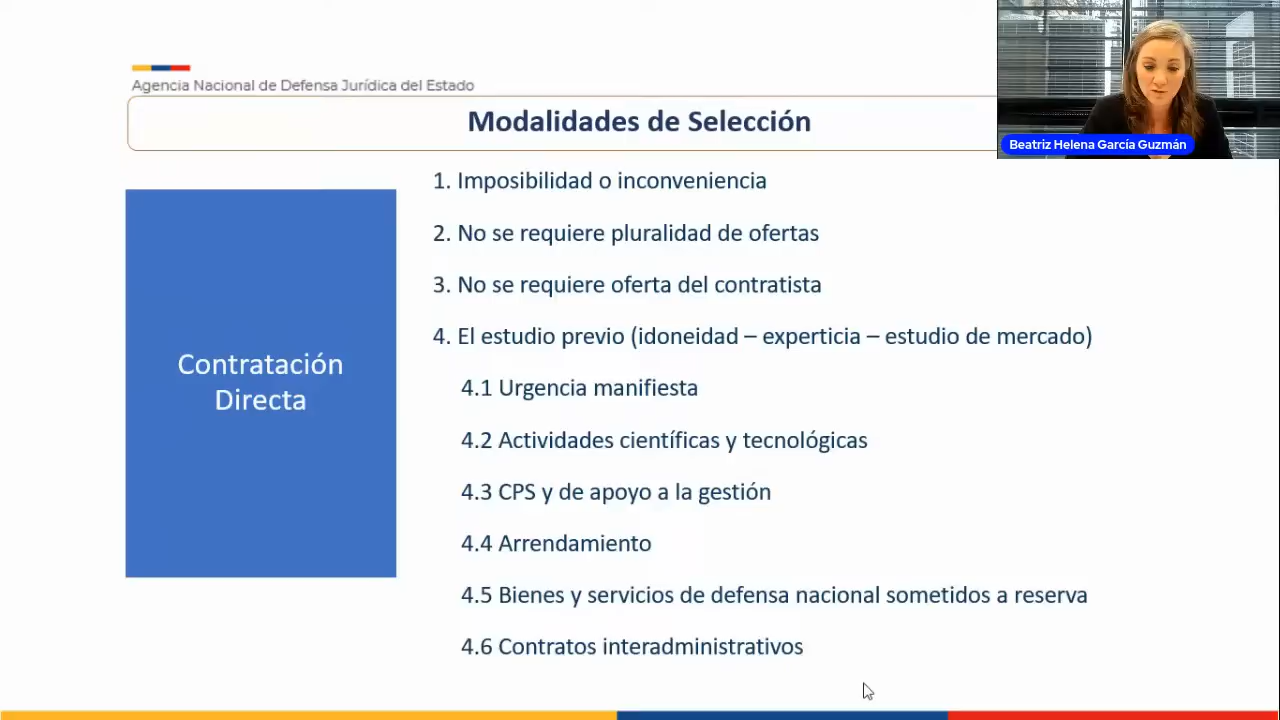 Agencia Nacional de Defensa Jurídica del Estado
Modalidades de Selección
Beatriz Helena García Guzmán
Contratación
Directa
1. Imposibilidad o inconveniencia
2. No se requiere pluralidad de ofertas
3. No se requiere oferta del contratista
4. El estudio previo (idoneidad – experticia – estudio de mercado)
4.1 Urgencia manifiesta
4.2 Actividades científicas y tecnológicas
4.3 CPS y de apoyo a la gestión
4.4 Arrendamiento
4.5 Bienes y servicios de defensa nacional sometidos a reserva
4.6 Contratos interadministrativos